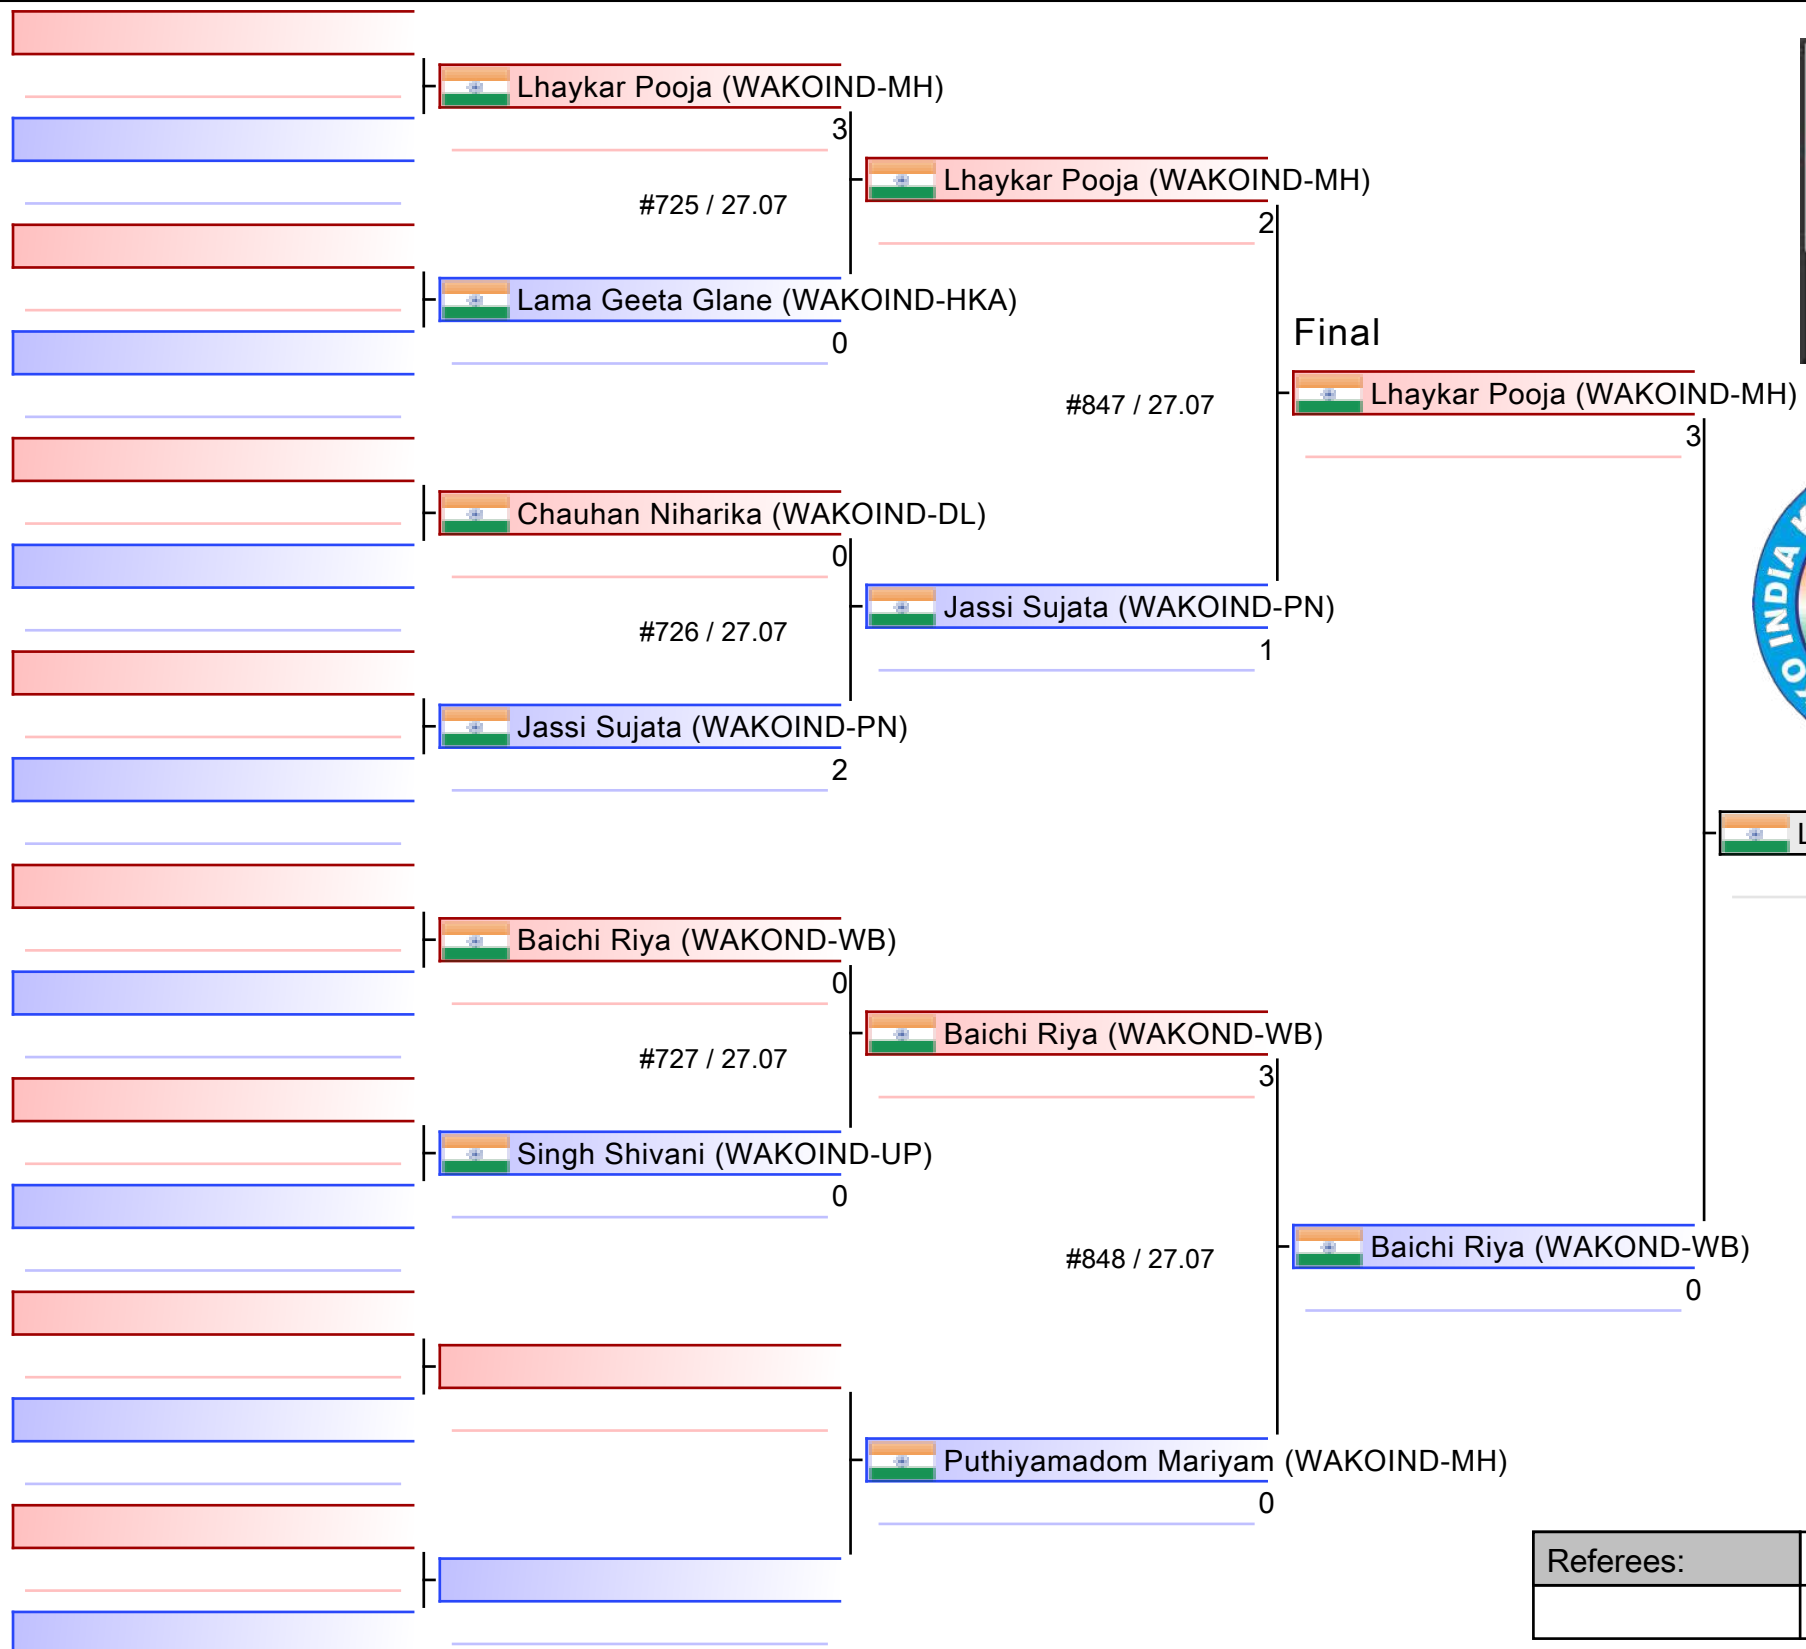 Lhaykar Pooja (WAKOIND-MH)
3
#725 / 27.07
Lama Geeta Glane (WAKOIND-HKA)
0
Chauhan Niharika (WAKOIND-DL)
0
#726 / 27.07
Jassi Sujata (WAKOIND-PN)
2
Baichi Riya (WAKOND-WB)
0
#727 / 27.07
Singh Shivani (WAKOIND-UP)
0
Lhaykar Pooja (WAKOIND-MH)
2
#847 / 27.07
Jassi Sujata (WAKOIND-PN)
1
Baichi Riya (WAKOND-WB)
3
#848 / 27.07
Puthiyamadom Mariyam (WAKOIND-MH)
0
Final
Lhaykar Pooja (WAKOIND-MH)
3
Baichi Riya (WAKOND-WB)
0
INDIA
Referees: